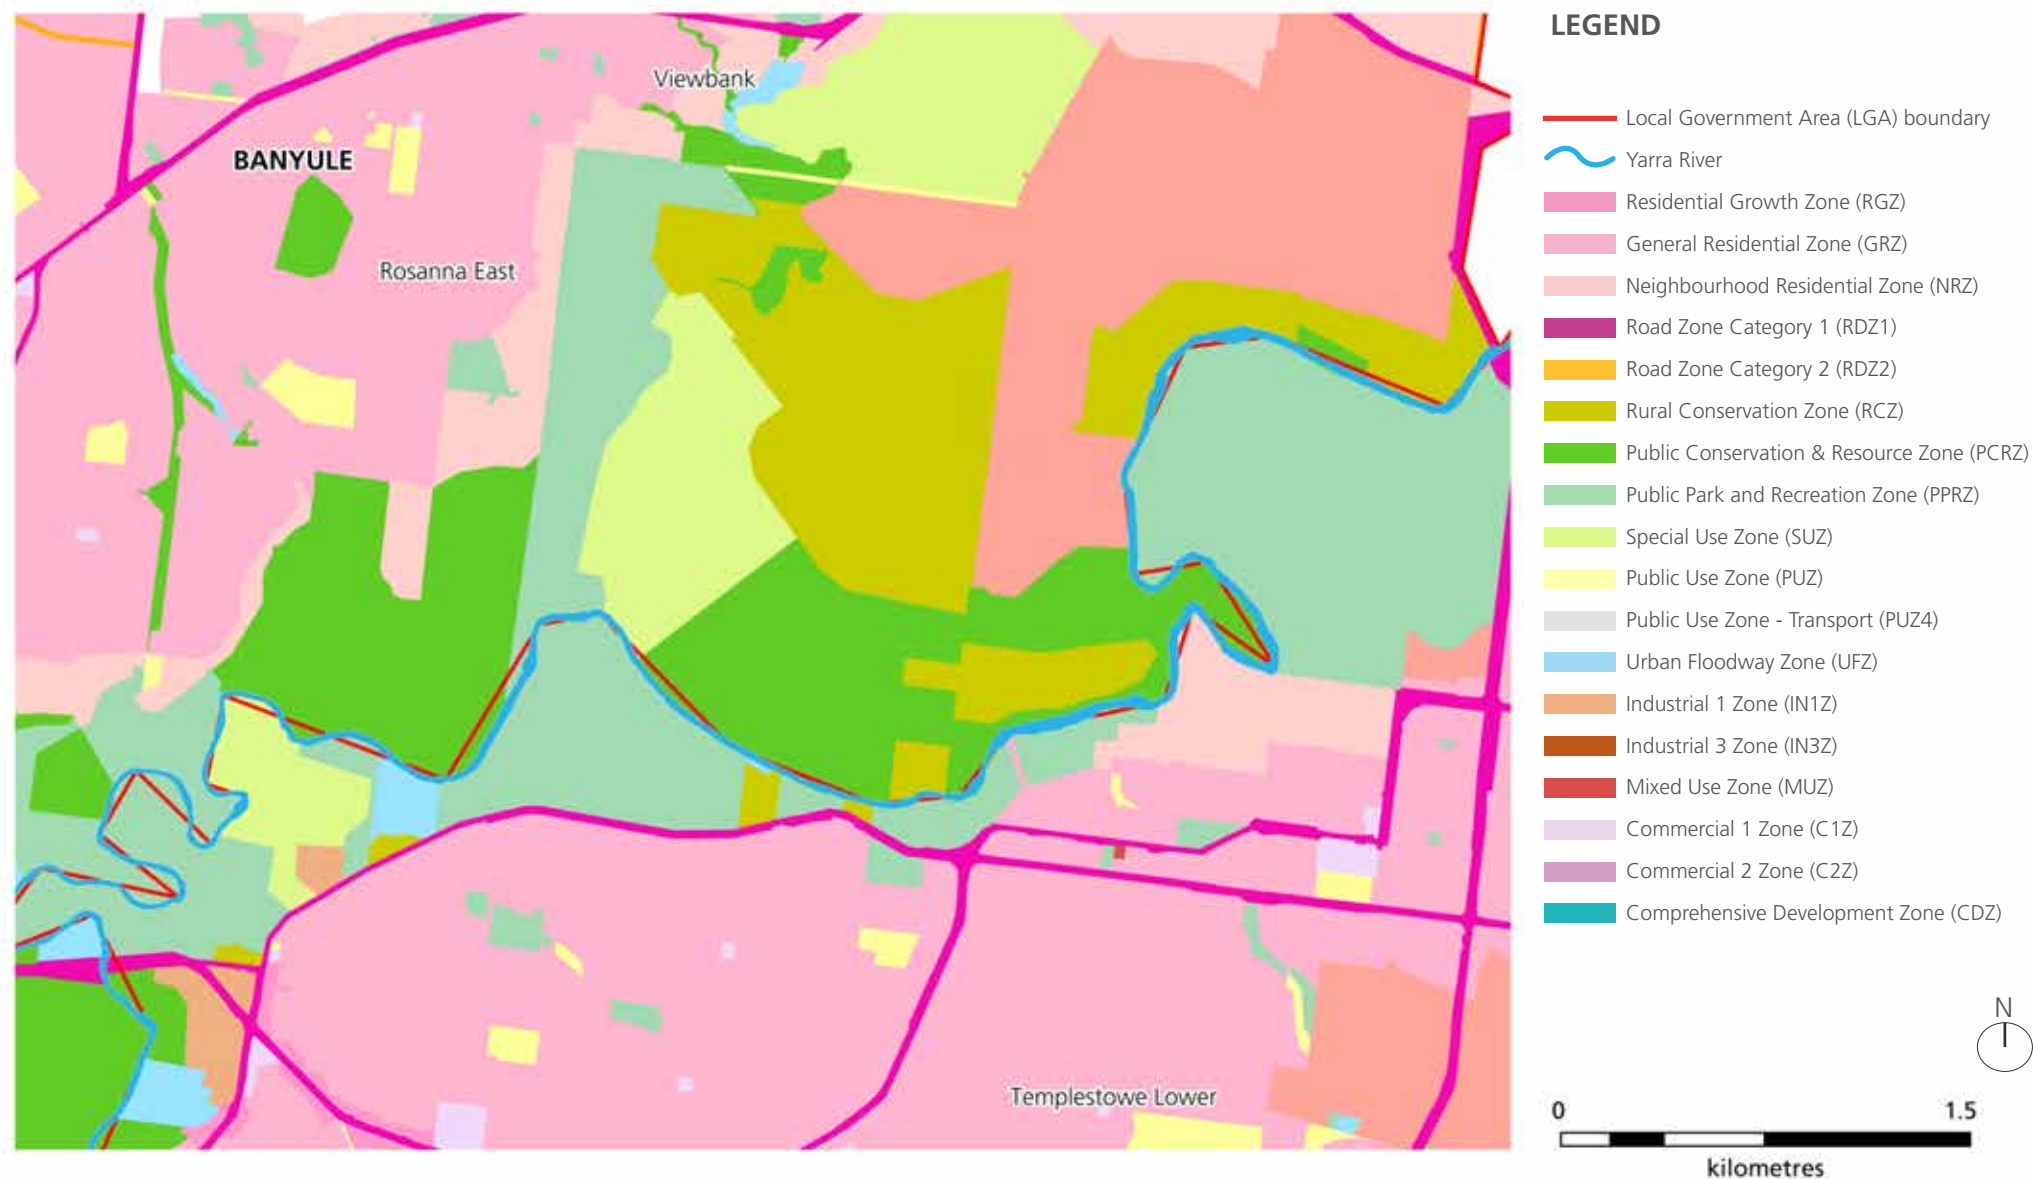 Viewbank
BANYULE
Rosanna East
Templestowe Lower
LEGEND
Local Government Area (LGA) boundary
Yarra River
Residential Growth Zone (RGZ)
General Residential Zone (GRZ)
Neighbourhood Residential Zone (NRZ)
Road Zone Category 1 (RDZ1)
Road Zone Category 2 (RDZ2)
Rural Conservation Zone (RCZ)
Public Conservation & Resource Zone (PCRZ)
Public Park and Recreation Zone (PPRZ)
Special Use Zone (SUZ)
Public Use Zone (PUZ)
Public Use Zone - Transport (PUZ4)
Urban Floodway Zone (UFZ)
Industrial 1 Zone (IN1Z)
Industrial 3 Zone (IN3Z)
Mixed Use Zone (MUZ)
Commercial 1 Zone (C1Z)
Commercial 2 Zone (C2Z)
Comprehensive Development Zone (CDZ)
N
0 1.5
kilometres